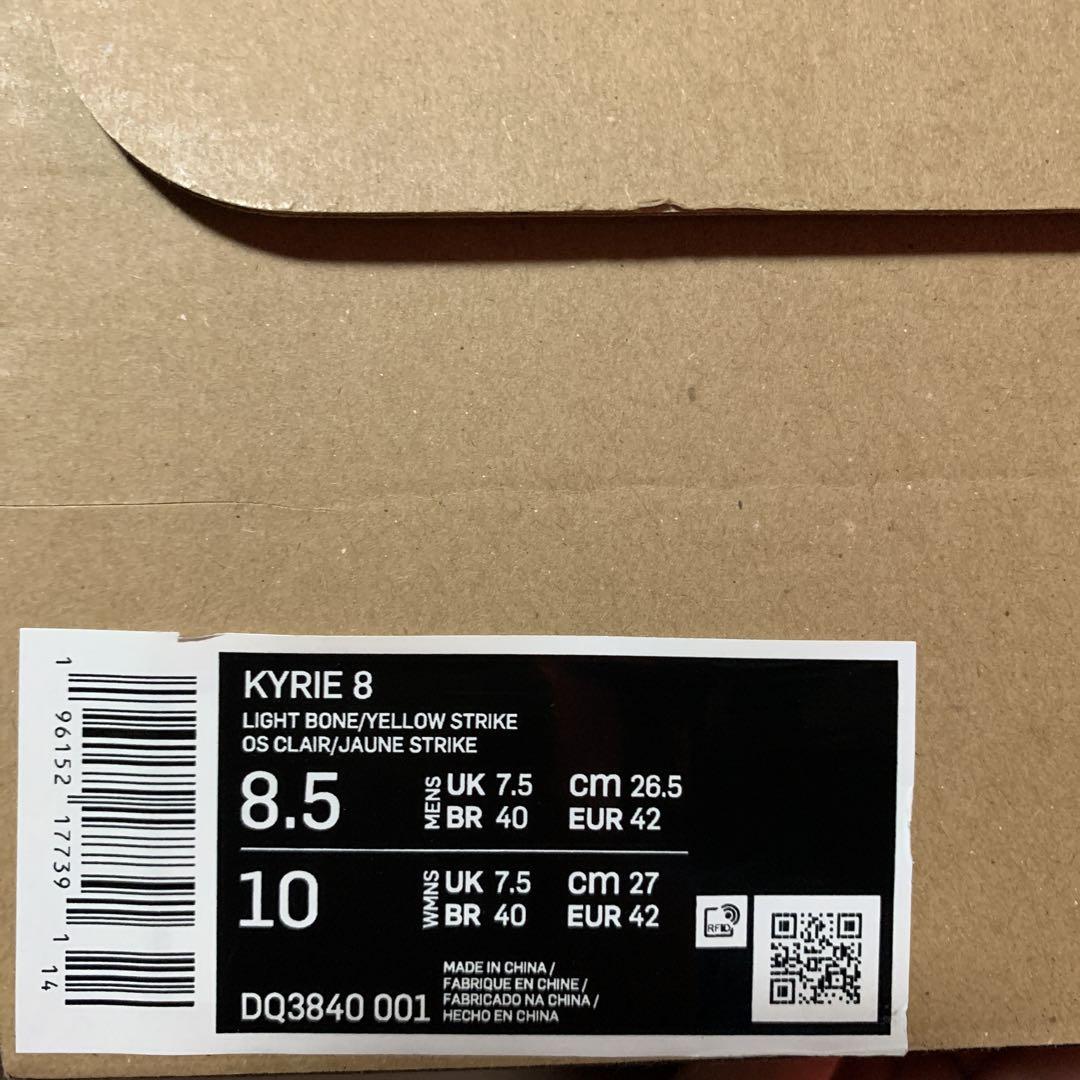 KYRIE 8
LIGHT BONE/YELLOW STRIKE
OS CLAIR/JAUNE STRIKE
8.5 MENS UK 7.5 cm 26.5
BR 40 EUR 42
10 WMNS UK 7.5 cm 27
BR 40 EUR 42
RFID
DQ3840 001
MADE IN CHINA /
FABRIQUE EN CHINE /
FABRICADO NA CHINA /
HECHO EN CHINA
1 96152 17739 1 14